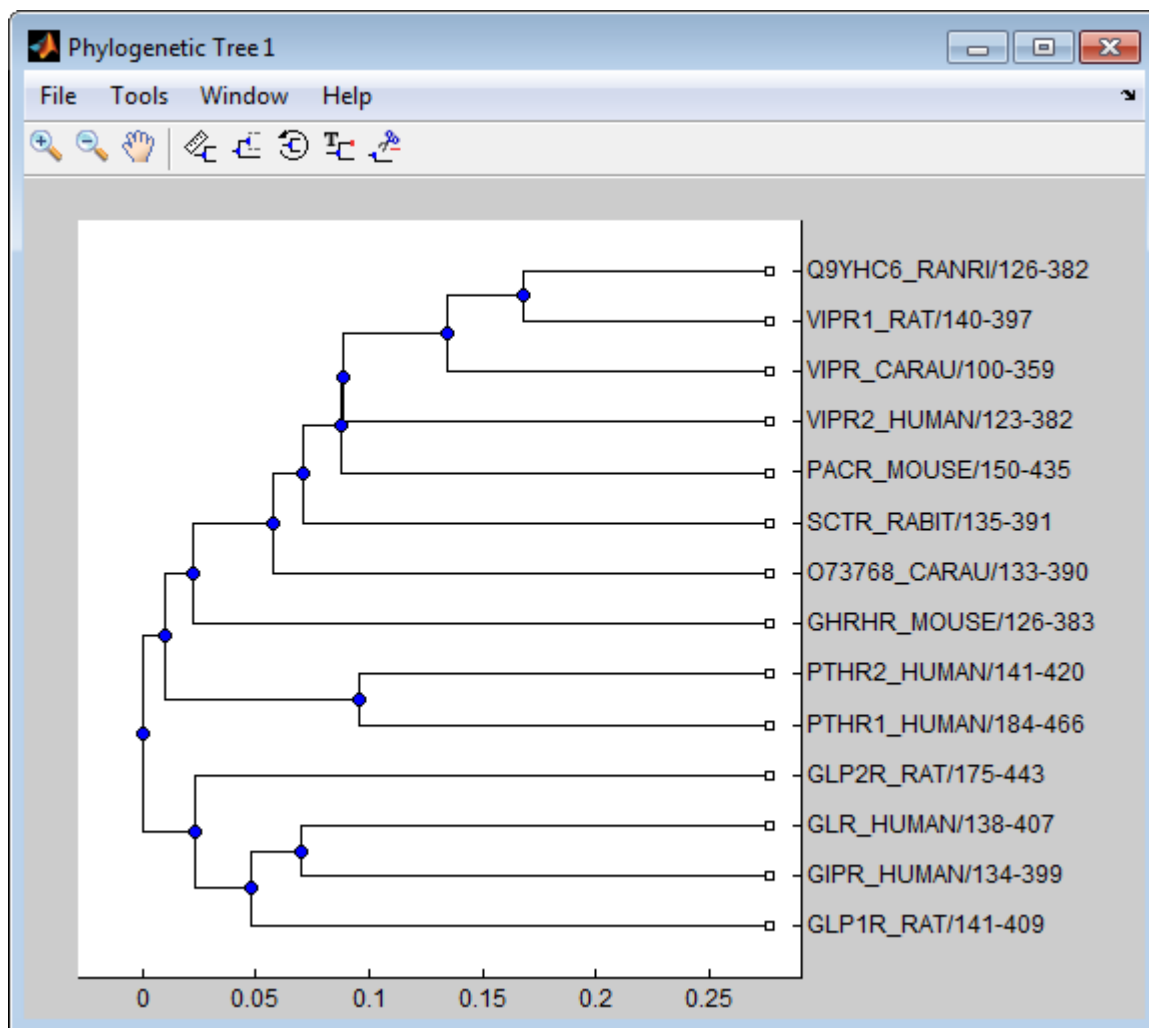 Phylogenetic Tree 1
File Tools Window Help
T
Q9YHC6_RANRI/126-382
VIPR1_RAT/140-397
VIPR_CARAU/100-359
VIPR2_HUMAN/123-382
PACR_MOUSE/150-435
SCTR_RABIT/135-391
O73768_CARAU/133-390
GHRHR_MOUSE/126-383
PTHR2_HUMAN/141-420
PTHR1_HUMAN/184-466
GLP2R_RAT/175-443
GLR_HUMAN/138-407
GIPR_HUMAN/134-399
GLP1R_RAT/141-409
0 0.05 0.1 0.15 0.2 0.25